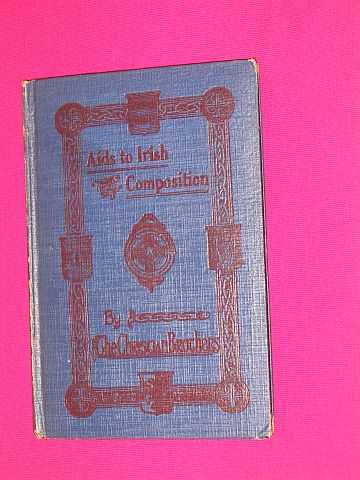 Aids to Irish
Composition
By
The Christian Brothers